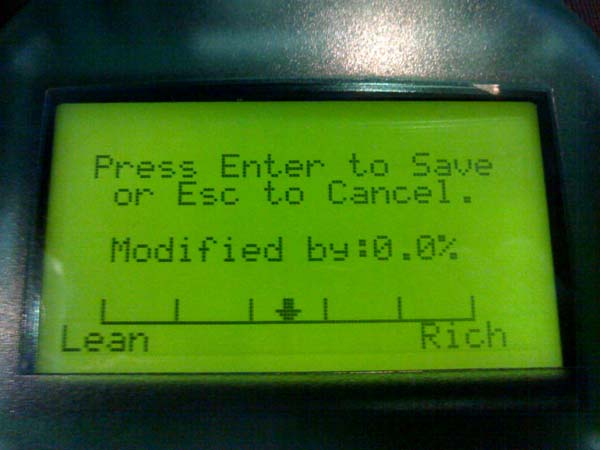 Press Enter to Save
or Esc to Cancel.
Modified by:0.0%
Lean Rich